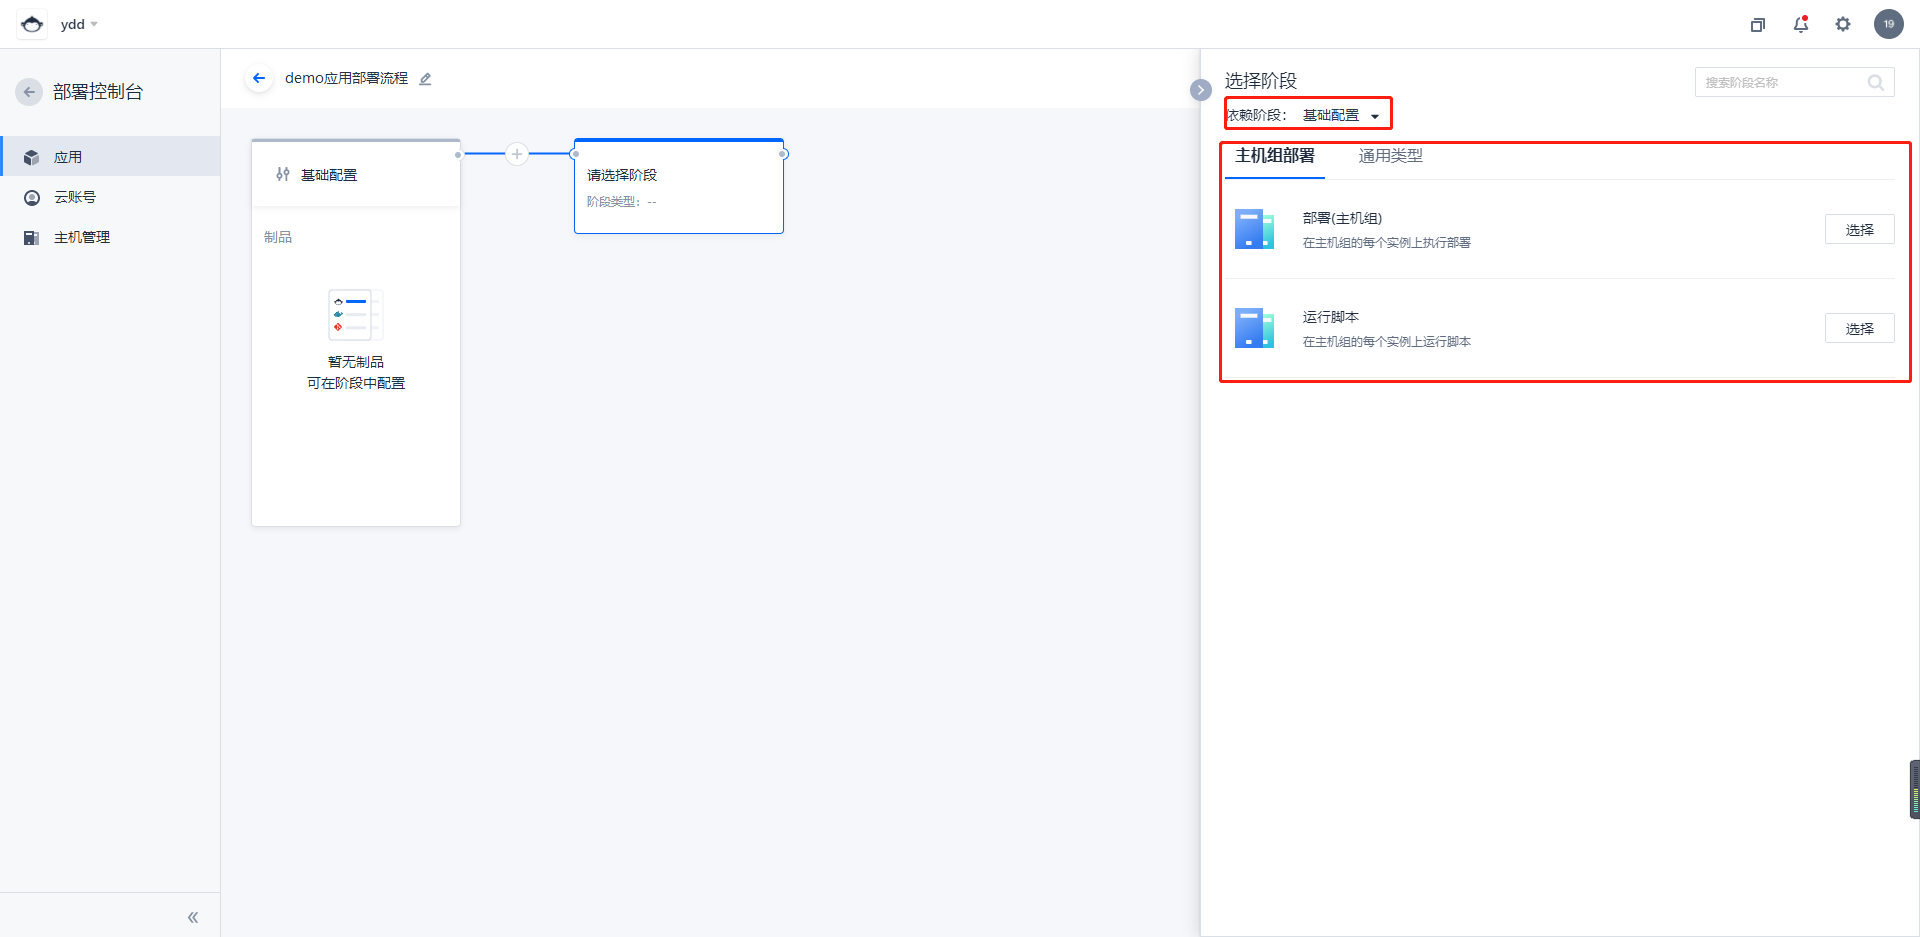 ydd
19
部署控制台
应用
云账号
主机管理
demo应用部署流程
基础配置
制品
暂无制品
可在阶段中配置
请选择阶段
阶段类型: --
选择阶段
搜索阶段名称
依赖阶段: 基础配置
主机组部署 通用类型
部署(主机组)
在主机组的每个实例上执行部署
选择
运行脚本
在主机组的每个实例上运行脚本
选择